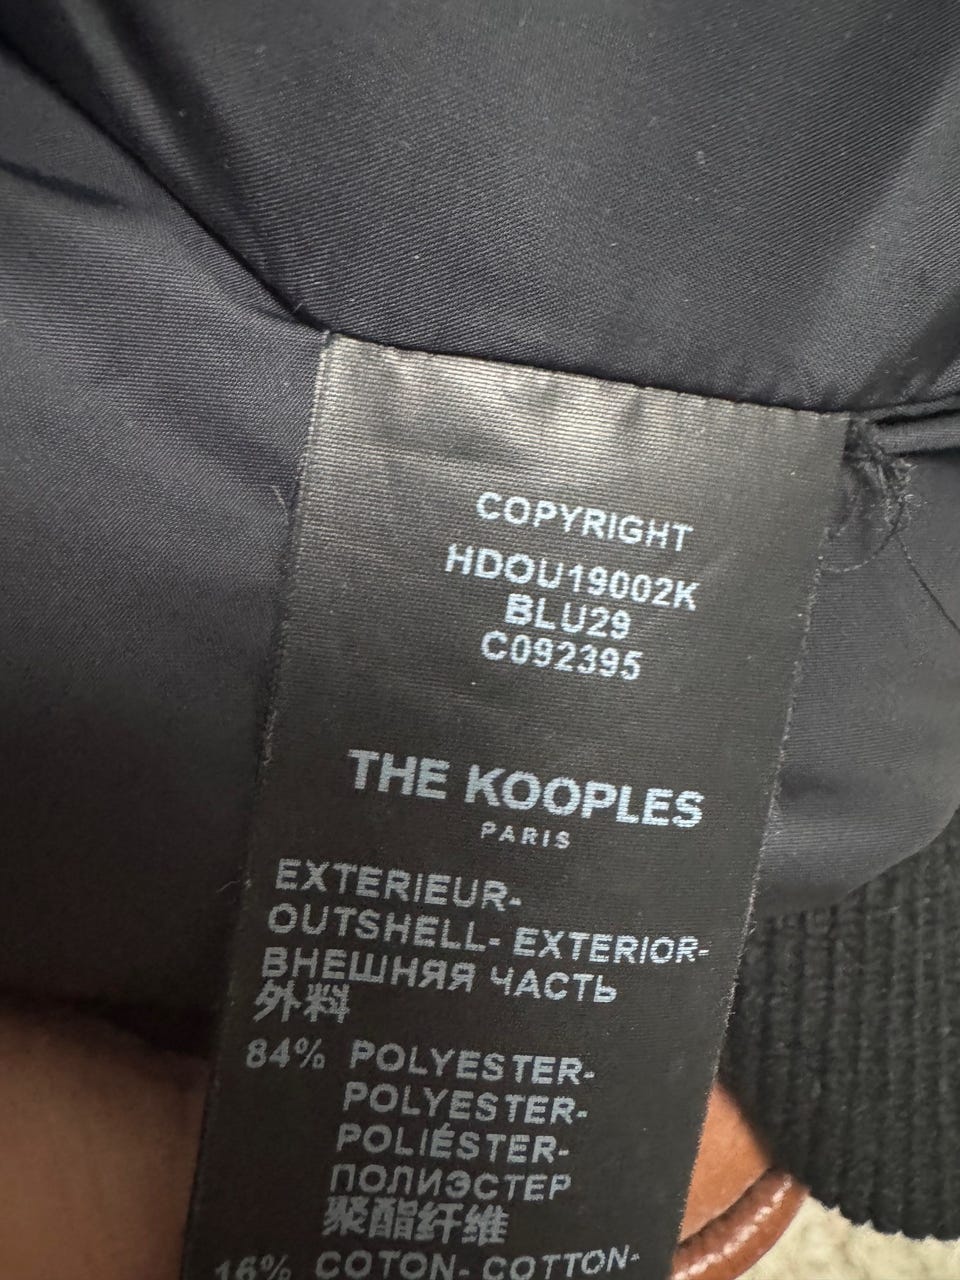 COPYRIGHT
HDOU19002K
BLU29
C092395
THE KOOPLES
PARIS
EXTERIEUR-
OUTSHELL- EXTERIOR-
ВНЕШНЯЯ ЧАСТЬ
外料
84% POLYESTER-
POLYESTER-
POLIÉSTER-
ПОЛИЭСТЕР
聚酯纤维
16% COTON- COTTON-